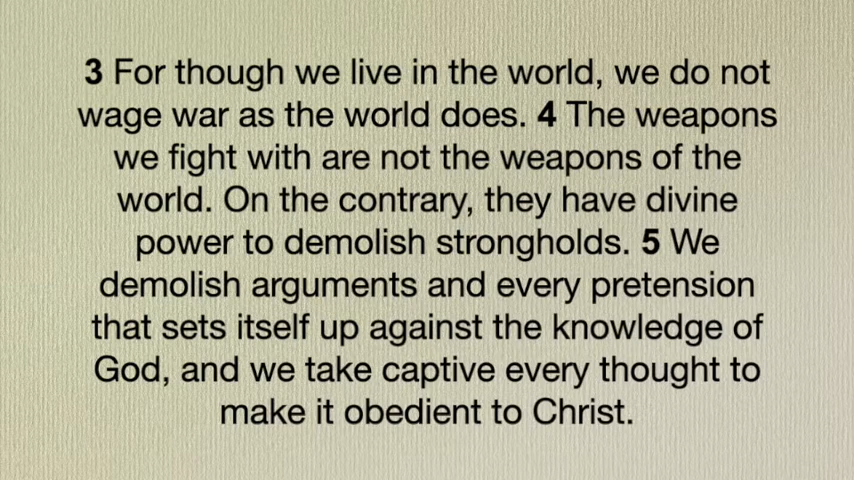 3 For though we live in the world, we do not
wage war as the world does. 4 The weapons
we fight with are not the weapons of the
world. On the contrary, they have divine
power to demolish strongholds. 5 We
demolish arguments and every pretension
that sets itself up against the knowledge of
God, and we take captive every thought to
make it obedient to Christ.